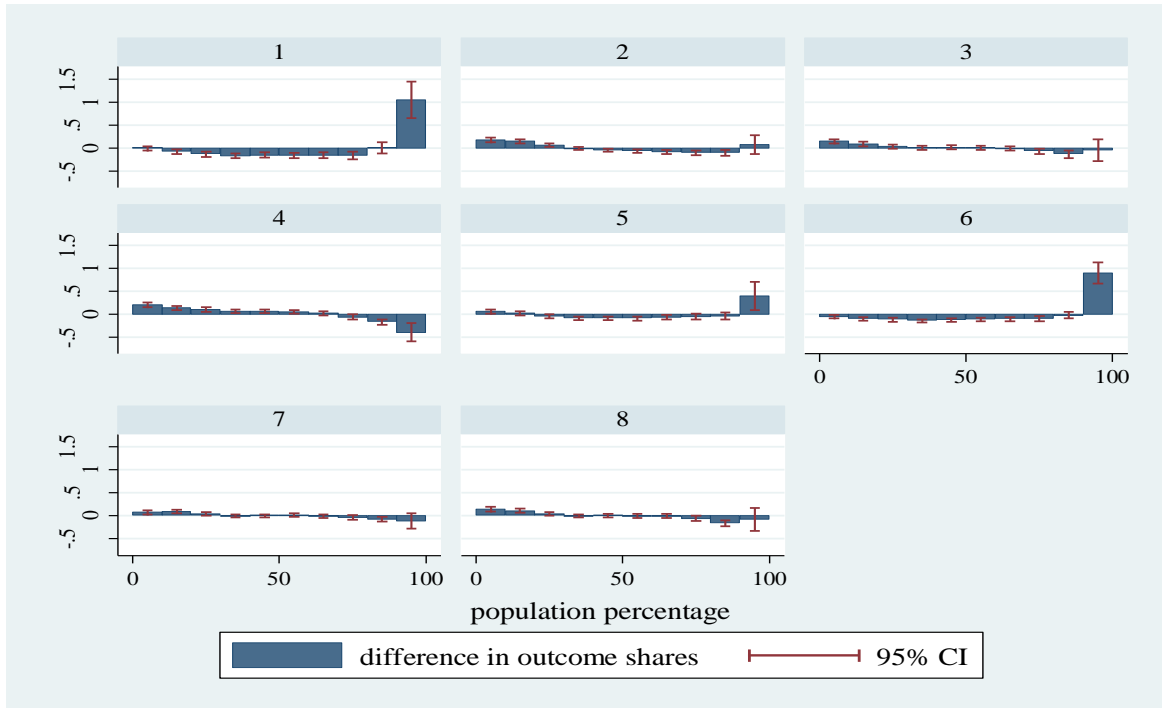 1 2 3
-.5 0 .5 1 1.5
4 5 6
-.5 0 .5 1 1.5
0 50 100
7 8
-.5 0 .5 1 1.5
0 50 100 0 50 100
population percentage
difference in outcome shares 95% CI